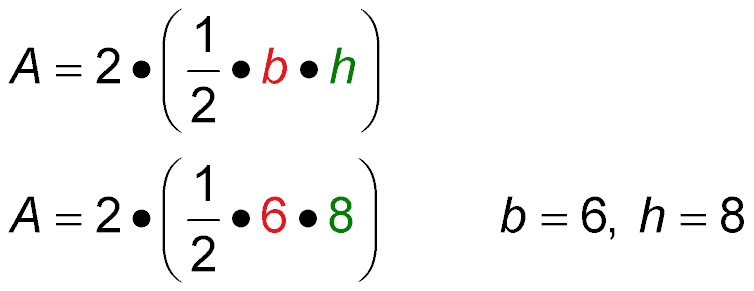 A = 2 • (1/2 • b • h)
A = 2 • (1/2 • 6 • 8) b = 6, h = 8